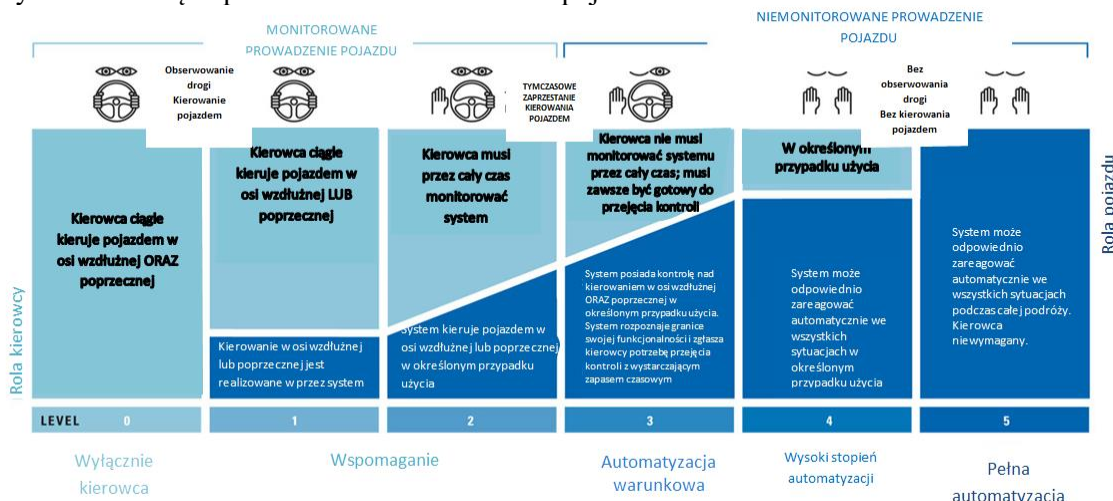 MONITOROWANE
PROWADZENIE POJAZDU
NIEMONITOROWANE PROWADZENIE
POJAZDU
Obserwowanie
drogi
Kierowanie
pojazdem
TYMCZASOWE
ZAPRZESTANIE
KIEROWANIA
POJAZDEM
Bez
obserwowania
drogi
Bez kierowania
pojazdem
Kierowca ciągle
kieruje pojazdem w
osi wzdłużnej ORAZ
poprzecznej
Kierowca ciągle
kieruje pojazdem w
osi wzdłużnej LUB
poprzecznej
Kierowca musi
przez cały czas
monitorować
system
Kierowca nie musi
monitorować systemu
przez cały czas; musi
zawsze być gotowy do
przejęcia kontroli
W określonym
przypadku użycia
Kierowanie w osi wzdłużnej
lub poprzecznej jest
realizowane w przez system
System kieruje pojazdem w
osi wzdłużnej lub poprzecznej
w określonym przypadku
użycia
System posiada kontrolę nad
kierowaniem w osi wzdłużnej
ORAZ poprzecznej w
określonym przypadku użycia.
System rozpoznaje granice
swojej funkcjonalności i zgłasza
kierowcy potrzebę przejęcia
kontroli z wystarczającym
zapasem czasowym
System może
odpowiednio
zareagować
automatycznie we
wszystkich
sytuacjach w
określonym
przypadku użycia
System może
odpowiednio
zareagować
automatycznie we
wszystkich sytuacjach
podczas całej podróży.
Kierowca
niewymagany.
Rola kierowcy
Rola pojazdu
LEVEL 0 1 2 3 4 5
Wyłącznie
kierowca
Wspomaganie
Automatyzacja
warunkowa
Wysoki stopień
automatyzacji
Pełna
automatyzacja